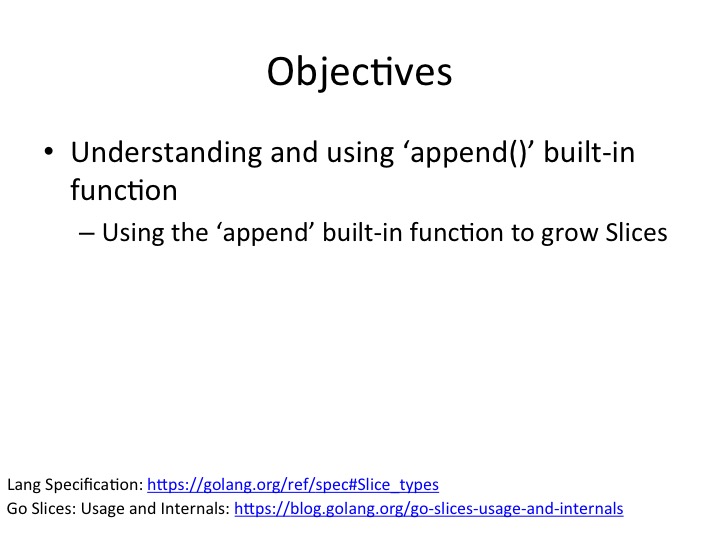 Objectives
• Understanding and using ‘append()’ built-in
function
– Using the ‘append’ built-in function to grow Slices
Lang Specification: https://golang.org/ref/spec#Slice_types
Go Slices: Usage and Internals: https://blog.golang.org/go-slices-usage-and-internals